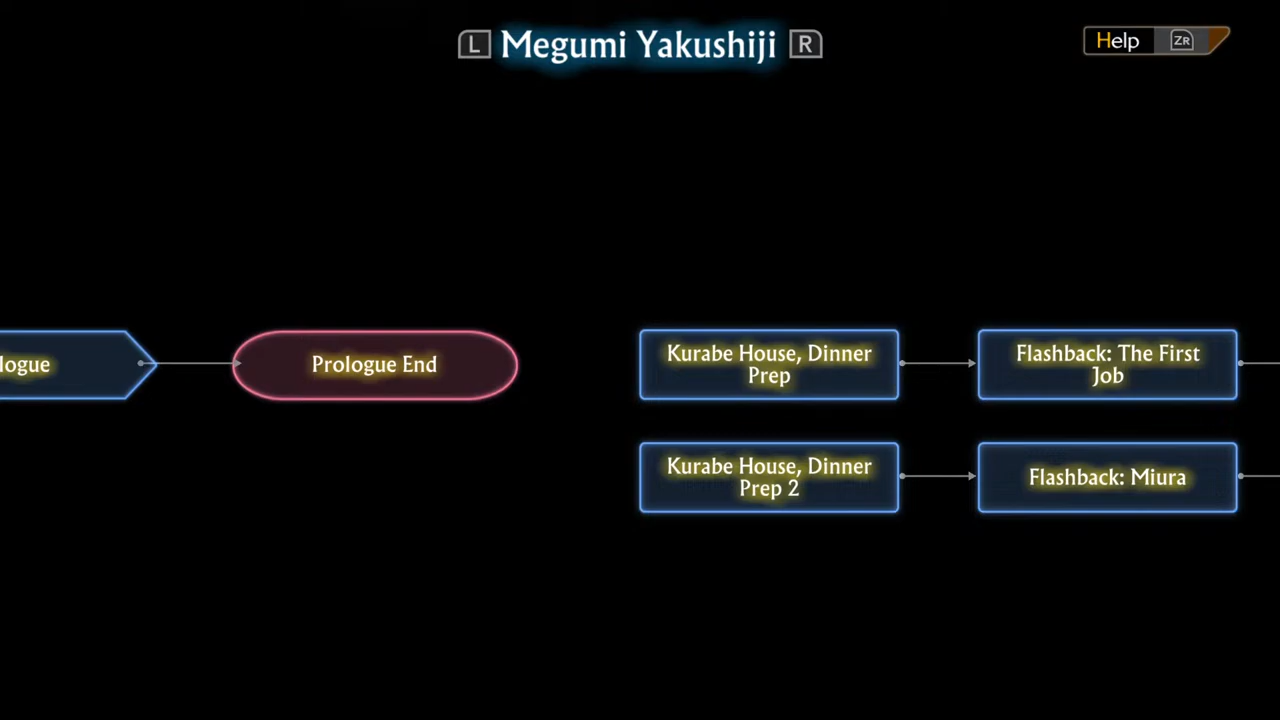 L Megumi Yakushiji R
Help ZR
logue
Prologue End
Kurabe House, Dinner
Prep
Flashback: The First
Job
Kurabe House, Dinner
Prep 2
Flashback: Miura